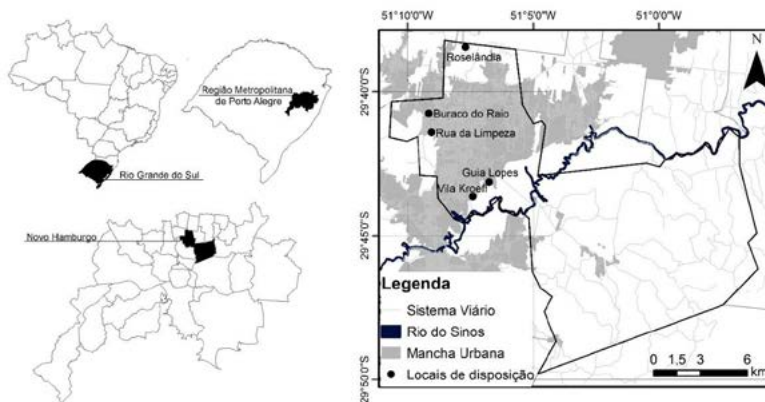 Região Metropolitana
de Porto Alegre
Rio Grande do Sul
Novo Hamburgo
51°10'0"W
51°5'0"W
51°0'0"W
N
Roselândia
29°40'0"S
Buraco do Raio
Rua da Limpeza
Guia Lopes
Vila Kroeff
29°45'0"S
Legenda
Sistema Viário
Rio do Sinos
Mancha Urbana
Locais de disposição
0 1,5 3 6
km
29°50'0"S